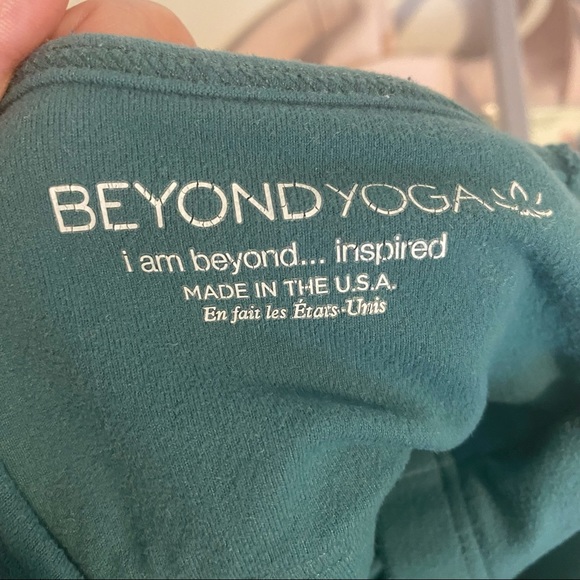 BEYOND YOGA
i am beyond... inspired
MADE IN THE U.S.A.
En fait les États-Unis